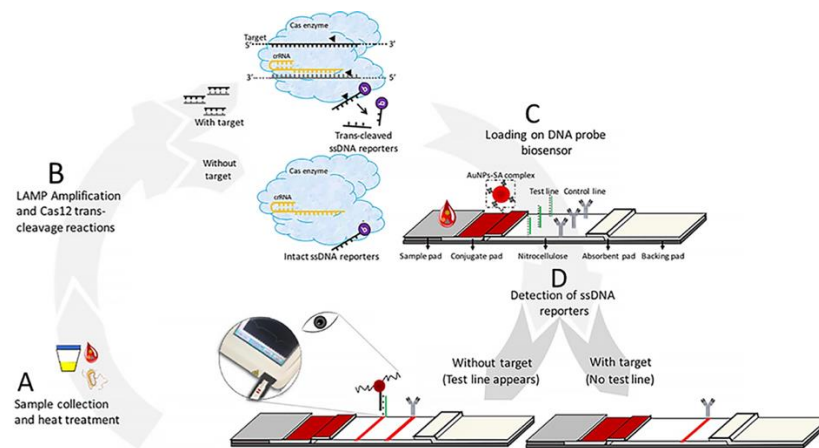 A
Sample collection
and heat treatment
B
LAMP Amplification
and Cas12 trans-
cleavage reactions
With target
Without
target
Cas enzyme
Target
5'
3'
crRNA
3'
5'
Trans-cleaved
ssDNA reporters
Cas enzyme
crRNA
Intact ssDNA reporters
C
Loading on DNA probe
biosensor
AuNPs-SA complex
Test line
Control line
Sample pad
Conjugate pad
Nitrocellulose
Absorbent pad
Backing pad
D
Detection of ssDNA
reporters
Without target
(Test line appears)
With target
(No test line)